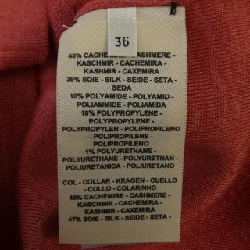 36
40% CACHEMIRE - CASHMERE -
KASCHMIR - CACHEMIRA -
KASHMIR - CAXEMIRA
39% SOIE - SILK - SEIDE - SETA -
SEDA
10% POLYAMIDE - POLYAMID -
POLIAMMIDE - POLIAMIDA
10% POLYPROPYLENE -
POLYPROPYLENE -
POLYPROPYLEN - POLIPROPILENE
POLIPROPILENO
1% POLYURETHANE -
POLYURETHANE - POLYURETHAN -
POLIURETANO - POLIURETANO
COL - COLLAR - KRAGEN - CUELLO
- COLLO - COLARINHO
CACHEMIRE - CASHMERE -
KASCHMIR - CACHEMIRA -
KASHMIR - CAXEMIRA
47% SOIE - SILK - SEIDE - SETA -